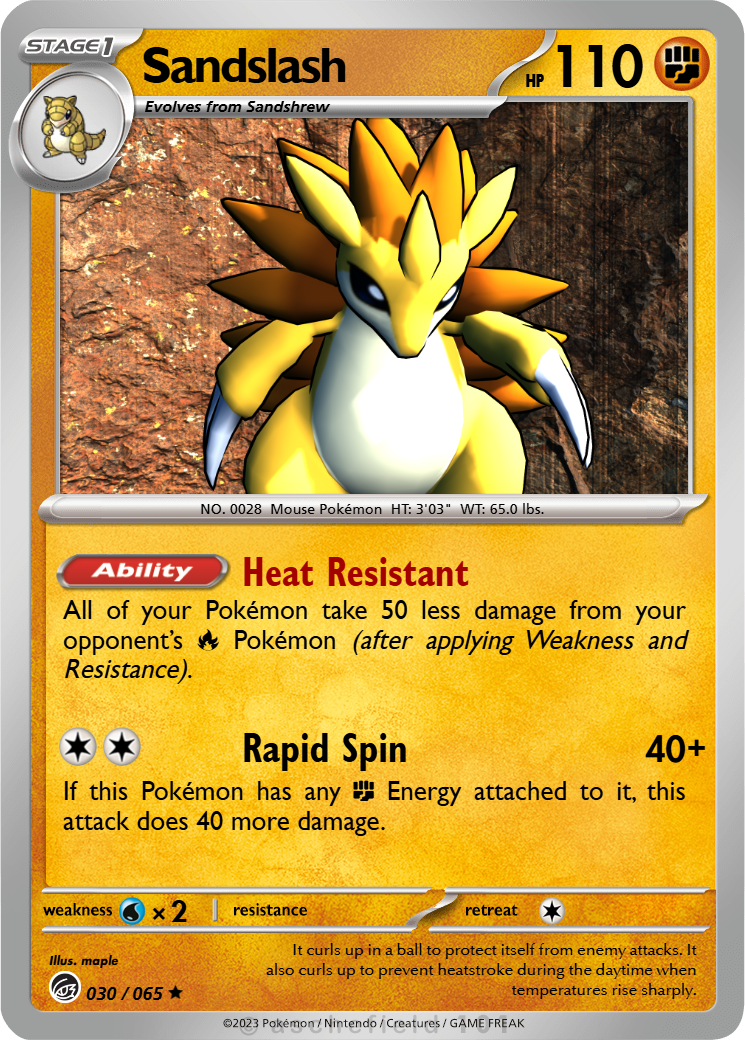 STAGE1
Sandslash
HP 110
Evolves from Sandshrew
NO. 0028 Mouse Pokémon HT: 3'03" WT: 65.0 lbs.
Ability Heat Resistant
All of your Pokémon take 50 less damage from your
opponent's Pokémon (after applying Weakness and
Resistance).
Rapid Spin 40+
If this Pokémon has any Energy attached to it, this
attack does 40 more damage.
weakness × 2 resistance retreat
Illus. maple
030 / 065 ★
It curls up in a ball to protect itself from enemy attacks. It
also curls up to prevent heatstroke during the daytime when
temperatures rise sharply.
©2023 Pokémon / Nintendo / Creatures / GAME FREAK